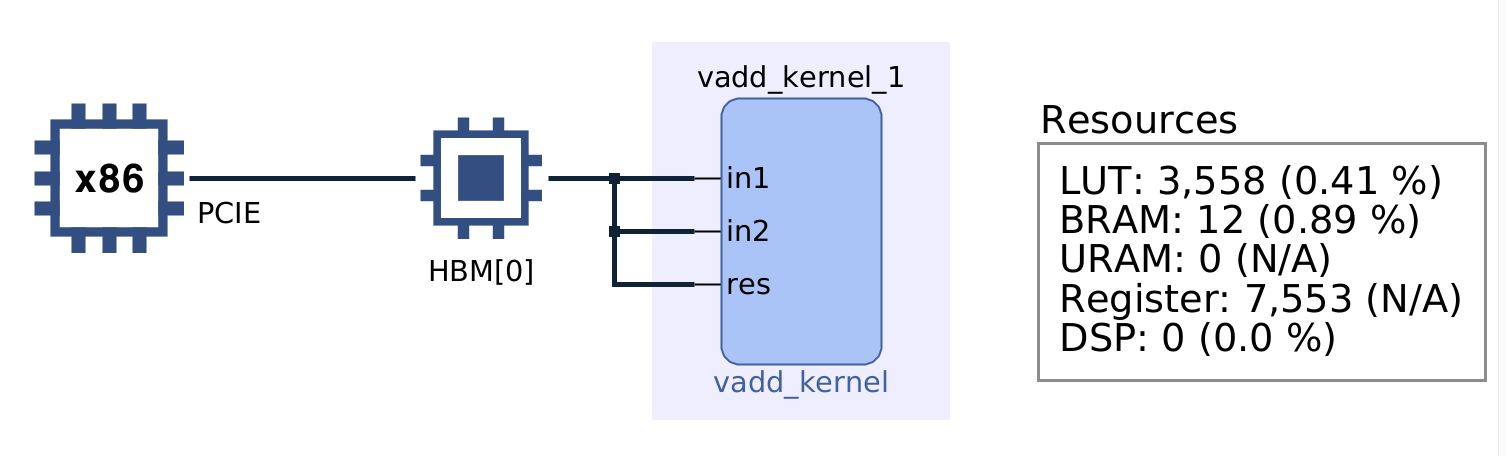 x86
PCIE
HBM[0]
vadd_kernel_1
in1
in2
res
vadd_kernel
Resources
LUT: 3,558 (0.41 %)
BRAM: 12 (0.89 %)
URAM: 0 (N/A)
Register: 7,553 (N/A)
DSP: 0 (0.0 %)